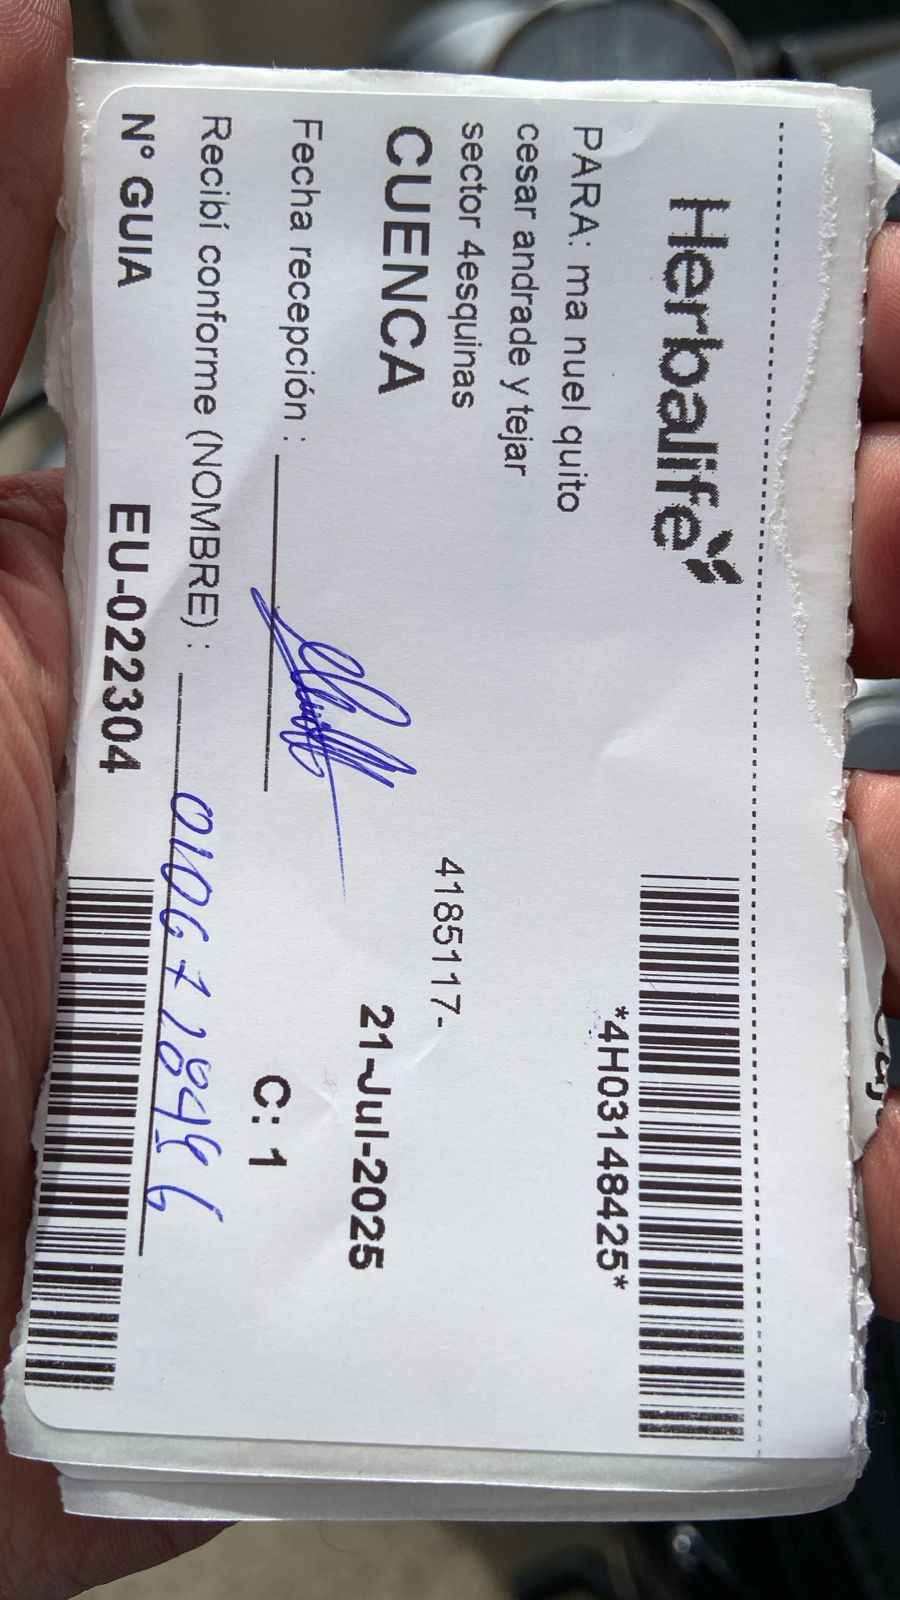 Herbalife
*4H03148425*
PARA: ma nuel quito
cesar andrade y tejar
sector 4esquinas
4185117-
CUENCA
21-Jul-2025
Fecha recepción :
C: 1
Recibí conforme (NOMBRE) :
N° GUIA EU-022304